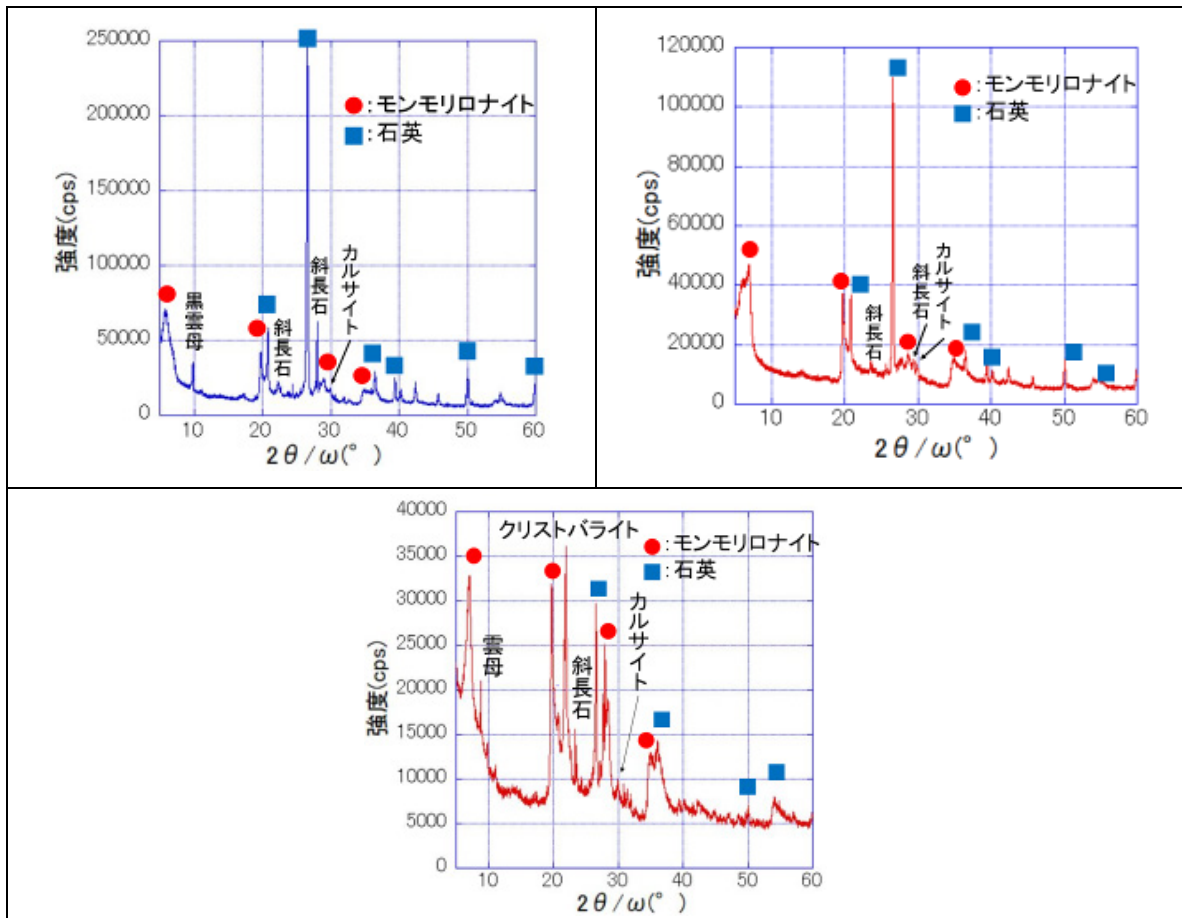 250000
200000
150000
100000
50000
0
強度(cps)
●:モンモリロナイト
■:石英
黒雲母
斜長石
斜長石
カルサイト
10 20 30 40 50 60
2θ/ω(°)
120000
100000
80000
60000
40000
20000
0
強度(cps)
●:モンモリロナイト
■:石英
斜長石
斜長石
カルサイト
10 20 30 40 50 60
2θ/ω(°)
40000
35000
30000
25000
20000
15000
10000
5000
0
強度(cps)
クリストバライト
●:モンモリロナイト
■:石英
雲母
斜長石
カルサイト
10 20 30 40 50 60
2θ/ω(°)